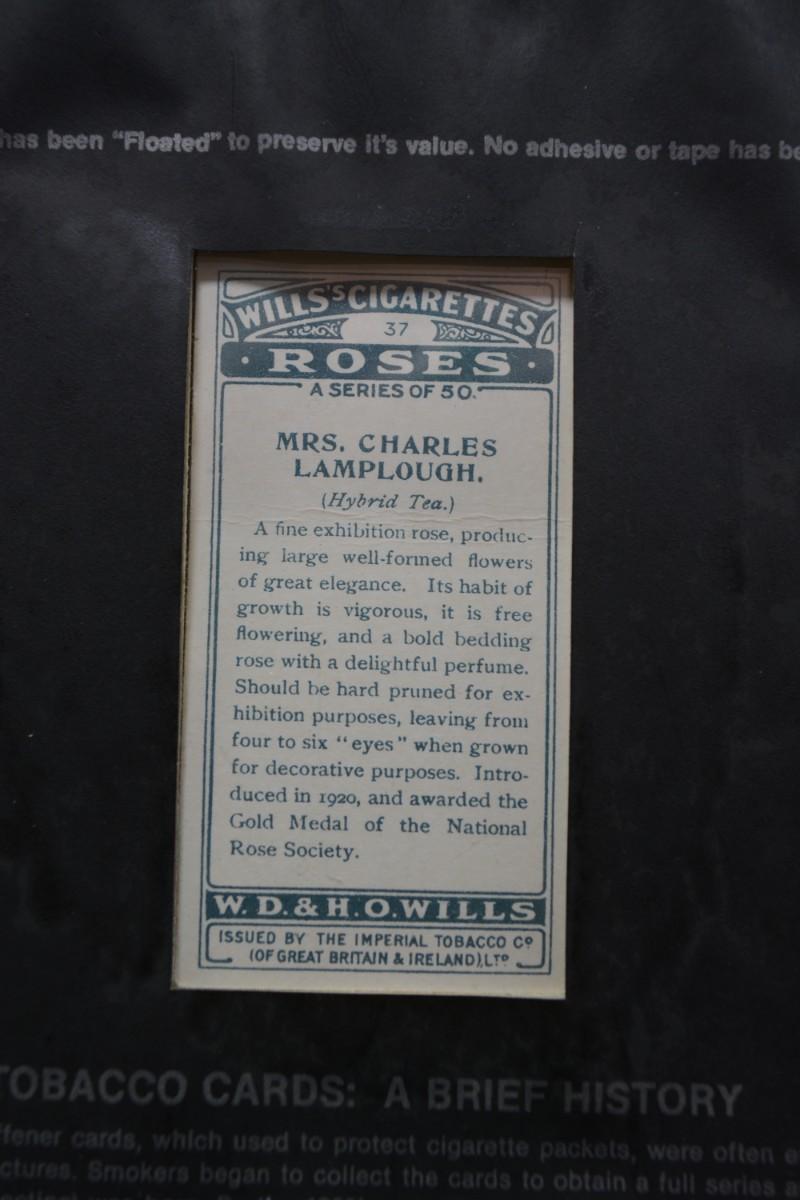 has been "Floated" to preserve it's value. No adhesive or tape has
WILLS'S CIGARETTES
37
· ROSES ·
A SERIES OF 50.
MRS. CHARLES
LAMPLOUGH.
(Hybrid Tea.)
A fine exhibition rose, produc-
ing large well-formed flowers
of great elegance. Its habit of
growth is vigorous, it is free
flowering, and a bold bedding
rose with a delightful perfume.
Should be hard pruned for ex-
hibition purposes, leaving from
four to six "eyes" when grown
for decorative purposes. Intro-
duced in 1920, and awarded the
Gold Medal of the National
Rose Society.
W. D. & H. O. WILLS
ISSUED BY THE IMPERIAL TOBACCO Cº
(OF GREAT BRITAIN & IRELAND), LTº
TOBACCO CARDS: A BRIEF HISTORY
cards, which used to protect cigarette packets, were often
Smokers began to collect the cards to obtain a full series